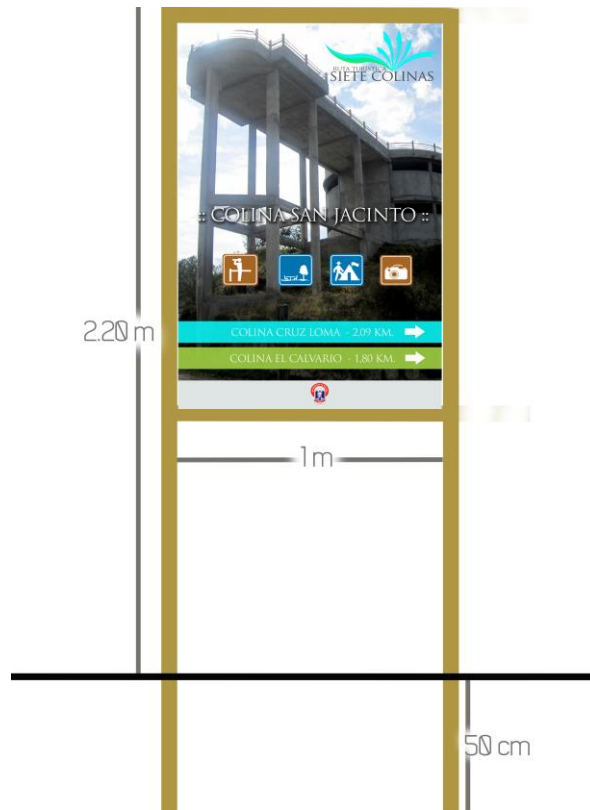 RUTA TURÍSTICA
SIETE COLINAS
:: COLINA SAN JACINTO ::
2.20 m
COLINA CRUZ LOMA - 2,09 KM.
COLINA EL CALVARIO - 1,80 KM.
1 m
50 cm